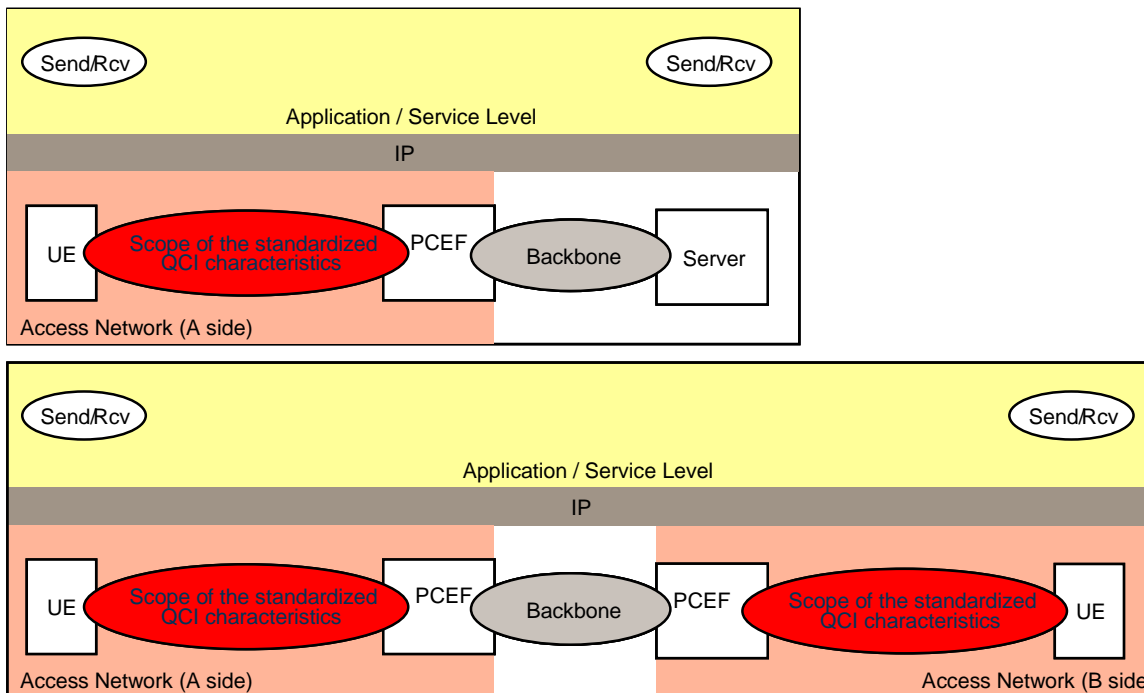 Send/Rcv Send/Rcv
Application / Service Level
IP
UE Scope of the standardized QCI characteristics PCEF Backbone Server
Access Network (A side)
Send/Rcv Send/Rcv
Application / Service Level
IP
UE Scope of the standardized QCI characteristics PCEF Backbone PCEF Scope of the standardized QCI characteristics UE
Access Network (A side) Access Network (B side